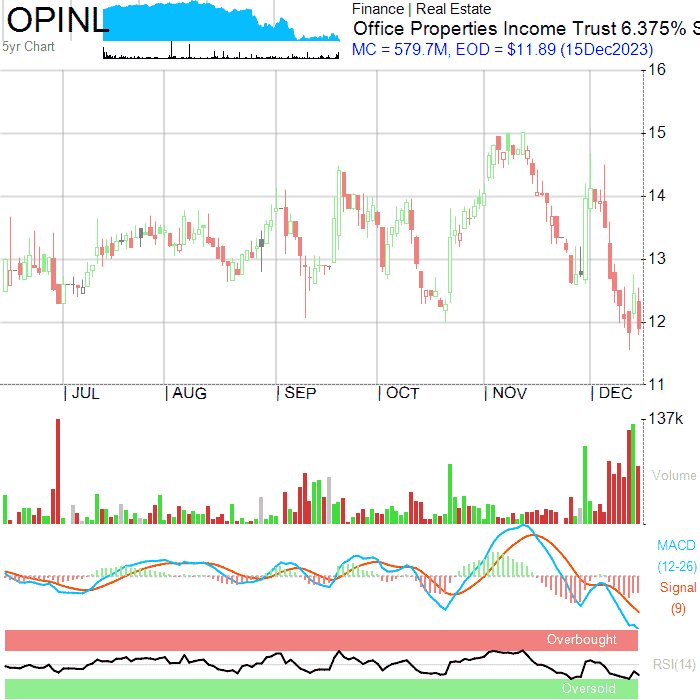 OPINL
5yr Chart
Finance | Real Estate
Office Properties Income Trust 6.375% S
MC = 579.7M, EOD = $11.89 (15Dec2023)
16
15
14
13
12
11
| JUL | AUG | SEP | OCT | NOV | DEC
137k
Volume
MACD
(12-26)
Signal
(9)
Overbought
RSI(14)
Oversold